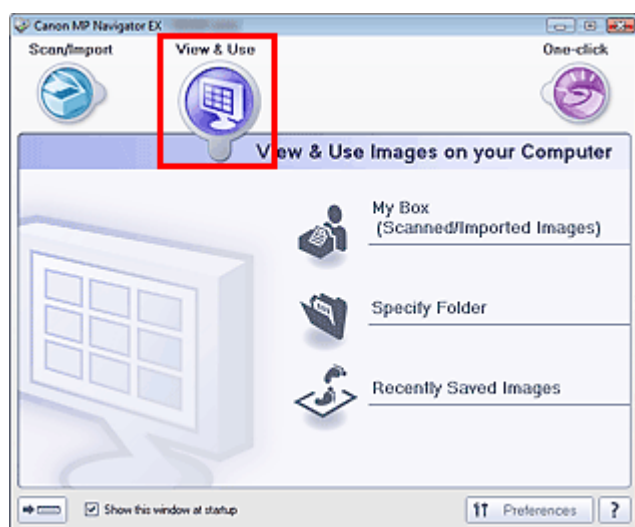 Canon MP Navigator EX
Scan/Import
View & Use
One-click
View & Use Images on your Computer
My Box
(Scanned/Imported Images)
Specify Folder
Recently Saved Images
Show this window at startup
Preferences
?